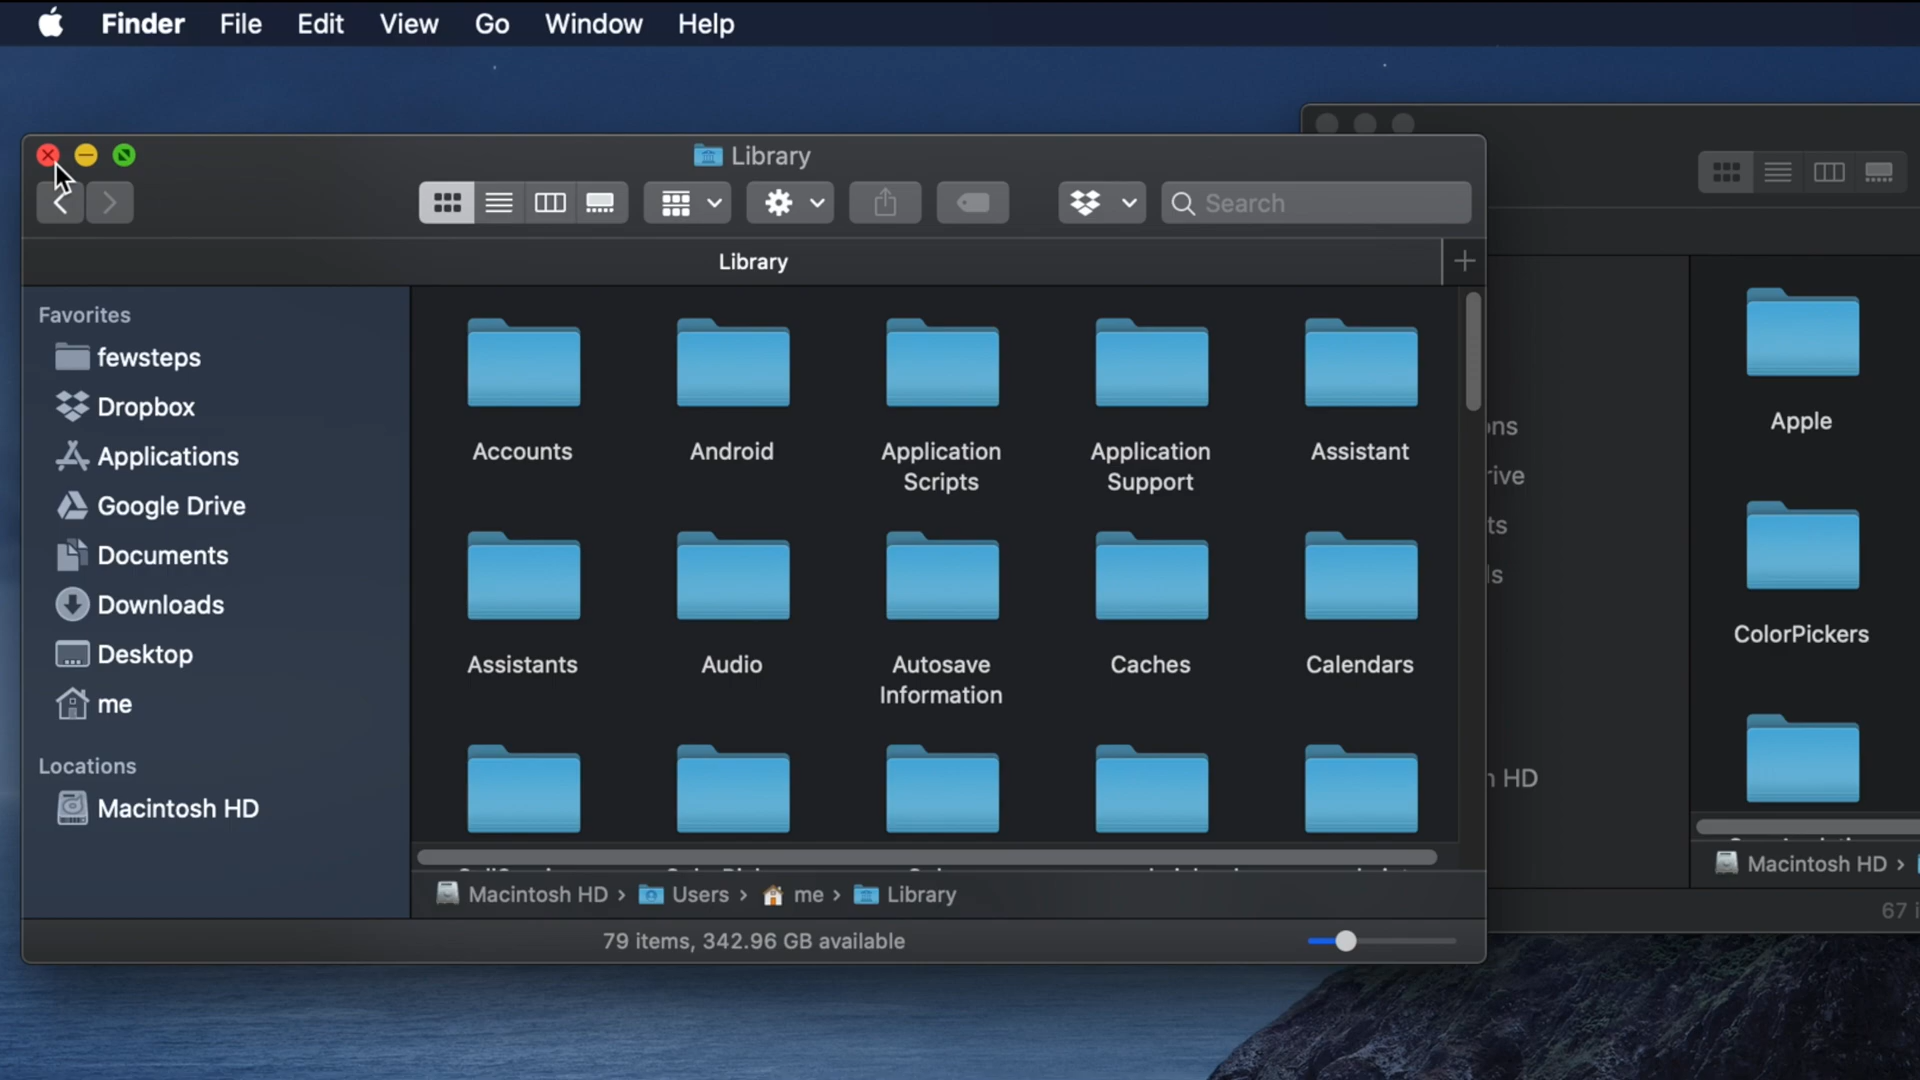 Finder File Edit View Go Window Help
Library
Search
Library
Favorites
fewsteps
Dropbox
Applications
Google Drive
Documents
Downloads
Desktop
me
Locations
Macintosh HD
Accounts Android Application Scripts Application Support Assistant
Assistants Audio Autosave Information Caches Calendars
Macintosh HD › Users › me › Library
79 items, 342.96 GB available
Apple
ColorPickers
HD
Macintosh HD ›
67